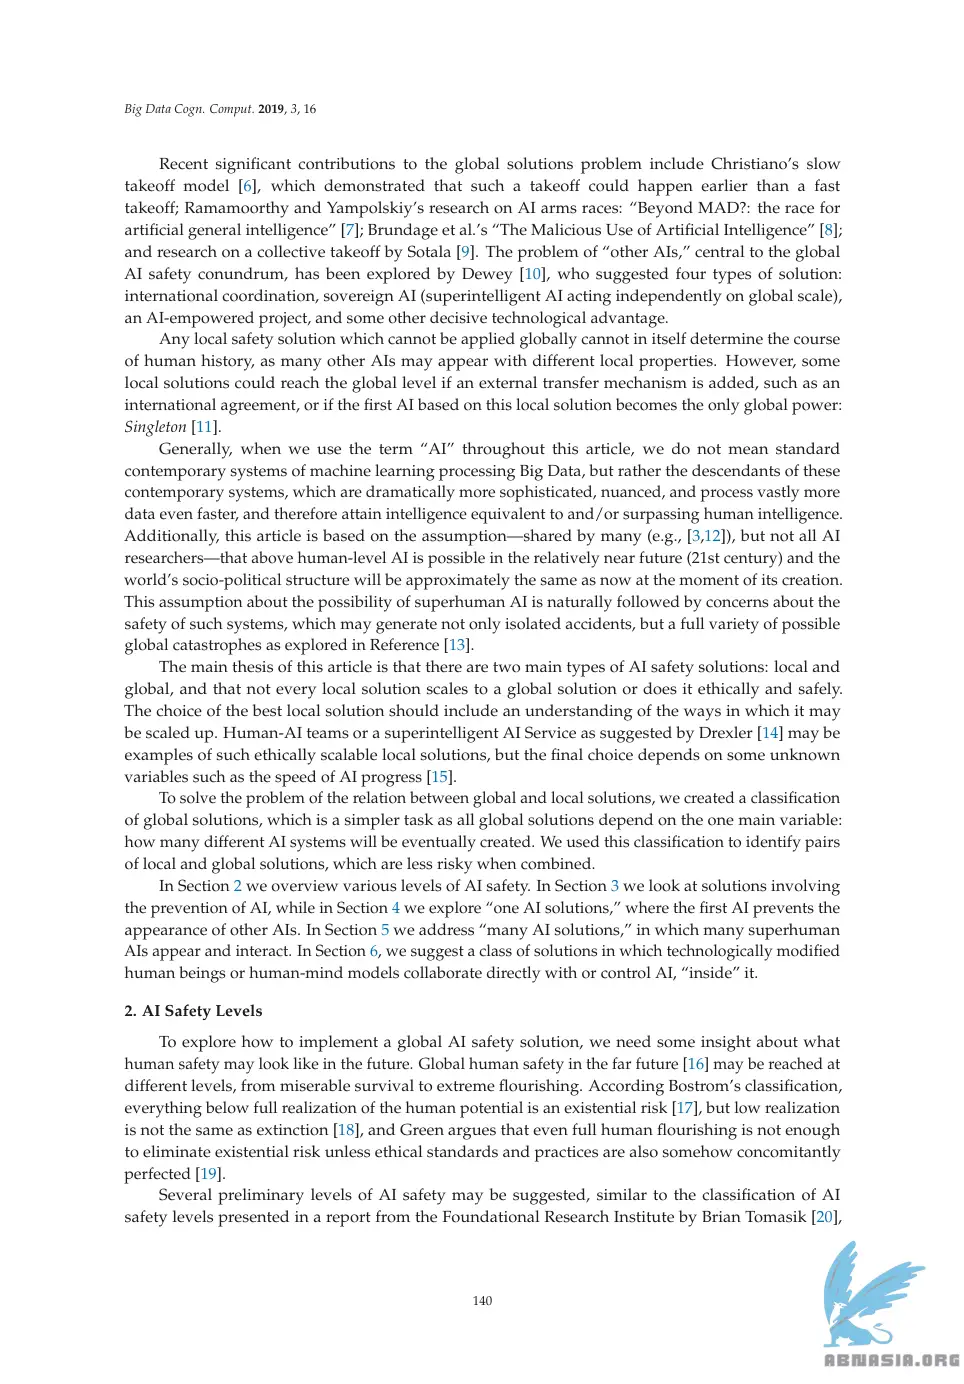 Big Data Cogn. Comput. 2019, 3, 16
Recent significant contributions to the global solutions problem include Christiano’s slow
takeoff model [6], which demonstrated that such a takeoff could happen earlier than a fast
takeoff; Ramamoorthy and Yampolskiy’s research on AI arms races: “Beyond MAD?: the race for
artificial general intelligence” [7]; Brundage et al.’s “The Malicious Use of Artificial Intelligence” [8];
and research on a collective takeoff by Sotala [9]. The problem of “other AIs,” central to the global
AI safety conundrum, has been explored by Dewey [10], who suggested four types of solution:
international coordination, sovereign AI (superintelligent AI acting independently on global scale),
an AI-empowered project, and some other decisive technological advantage.
Any local safety solution which cannot be applied globally cannot in itself determine the course
of human history, as many other AIs may appear with different local properties. However, some
local solutions could reach the global level if an external transfer mechanism is added, such as an
international agreement, or if the first AI based on this local solution becomes the only global power:
Singleton [11].
Generally, when we use the term “AI” throughout this article, we do not mean standard
contemporary systems of machine learning processing Big Data, but rather the descendants of these
contemporary systems, which are dramatically more sophisticated, nuanced, and process vastly more
data even faster, and therefore attain intelligence equivalent to and/or surpassing human intelligence.
Additionally, this article is based on the assumption—shared by many (e.g., [3,12]), but not all AI
researchers—that above human-level AI is possible in the relatively near future (21st century) and the
world’s socio-political structure will be approximately the same as now at the moment of its creation.
This assumption about the possibility of superhuman AI is naturally followed by concerns about the
safety of such systems, which may generate not only isolated accidents, but a full variety of possible
global catastrophes as explored in Reference [13].
The main thesis of this article is that there are two main types of AI safety solutions: local and
global, and that not every local solution scales to a global solution or does it ethically and safely.
The choice of the best local solution should include an understanding of the ways in which it may
be scaled up. Human-AI teams or a superintelligent AI Service as suggested by Drexler [14] may be
examples of such ethically scalable local solutions, but the final choice depends on some unknown
variables such as the speed of AI progress [15].
To solve the problem of the relation between global and local solutions, we created a classification
of global solutions, which is a simpler task as all global solutions depend on the one main variable:
how many different AI systems will be eventually created. We used this classification to identify pairs
of local and global solutions, which are less risky when combined.
In Section 2 we overview various levels of AI safety. In Section 3 we look at solutions involving
the prevention of AI, while in Section 4 we explore “one AI solutions,” where the first AI prevents the
appearance of other AIs. In Section 5 we address “many AI solutions,” in which many superhuman
AIs appear and interact. In Section 6, we suggest a class of solutions in which technologically modified
human beings or human-mind models collaborate directly with or control AI, “inside” it.
2. AI Safety Levels
To explore how to implement a global AI safety solution, we need some insight about what
human safety may look like in the future. Global human safety in the far future [16] may be reached at
different levels, from miserable survival to extreme flourishing. According Bostrom’s classification,
everything below full realization of the human potential is an existential risk [17], but low realization
is not the same as extinction [18], and Green argues that even full human flourishing is not enough
to eliminate existential risk unless ethical standards and practices are also somehow concomitantly
perfected [19].
Several preliminary levels of AI safety may be suggested, similar to the classification of AI
safety levels presented in a report from the Foundational Research Institute by Brian Tomasik [20],
140
ABNASIA.ORG